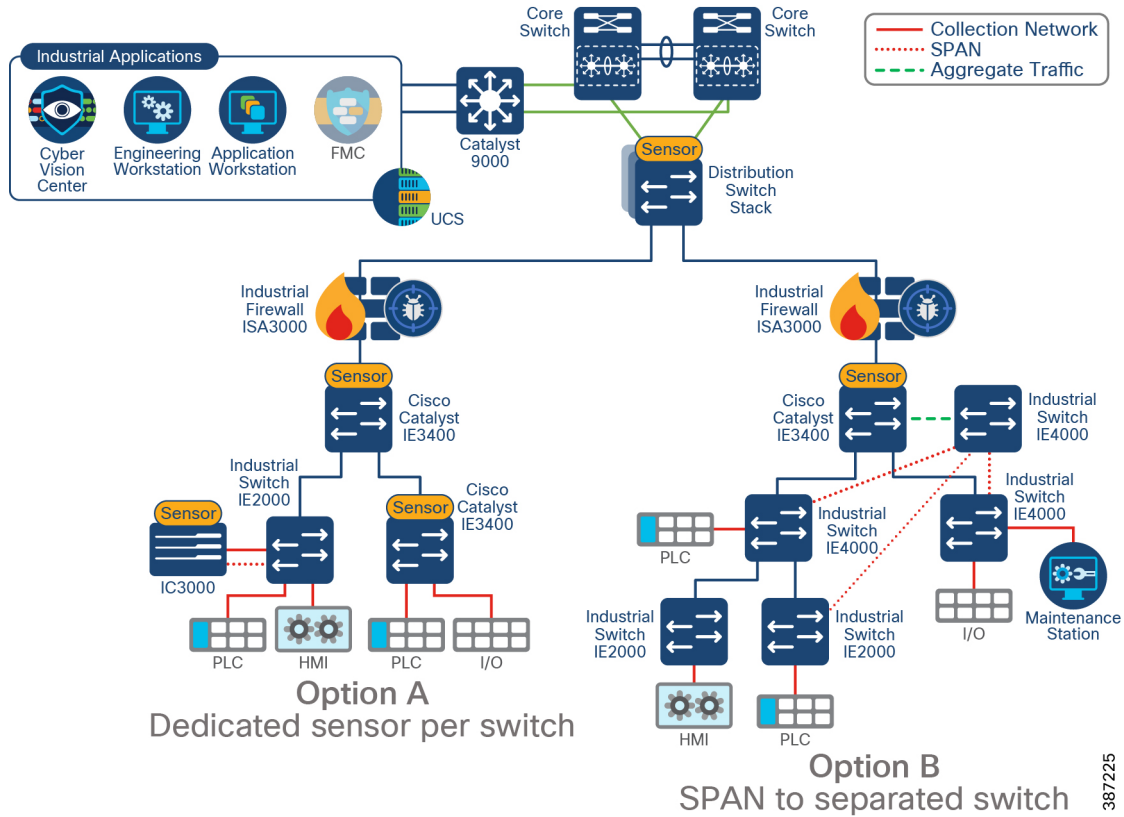 Core
Switch
Core
Switch
Collection Network
SPAN
Aggregate Traffic
Industrial Applications
Cyber
Vision
Center
Engineering
Workstation
Application
Workstation
FMC
UCS
Catalyst
9000
Sensor
Distribution
Switch
Stack
Industrial
Firewall
ISA3000
Industrial
Firewall
ISA3000
Sensor
Cisco
Catalyst
IE3400
Sensor
Cisco
Catalyst
IE3400
Industrial
Switch
IE4000
Industrial
Switch
IE2000
Sensor
IC3000
Sensor
Cisco
Catalyst
IE3400
PLC
HMI
PLC
I/O
Option A
Dedicated sensor per switch
PLC
Industrial
Switch
IE4000
Industrial
Switch
IE4000
Industrial
Switch
IE2000
Industrial
Switch
IE2000
I/O
Maintenance
Station
HMI
PLC
Option B
SPAN to separated switch
387225